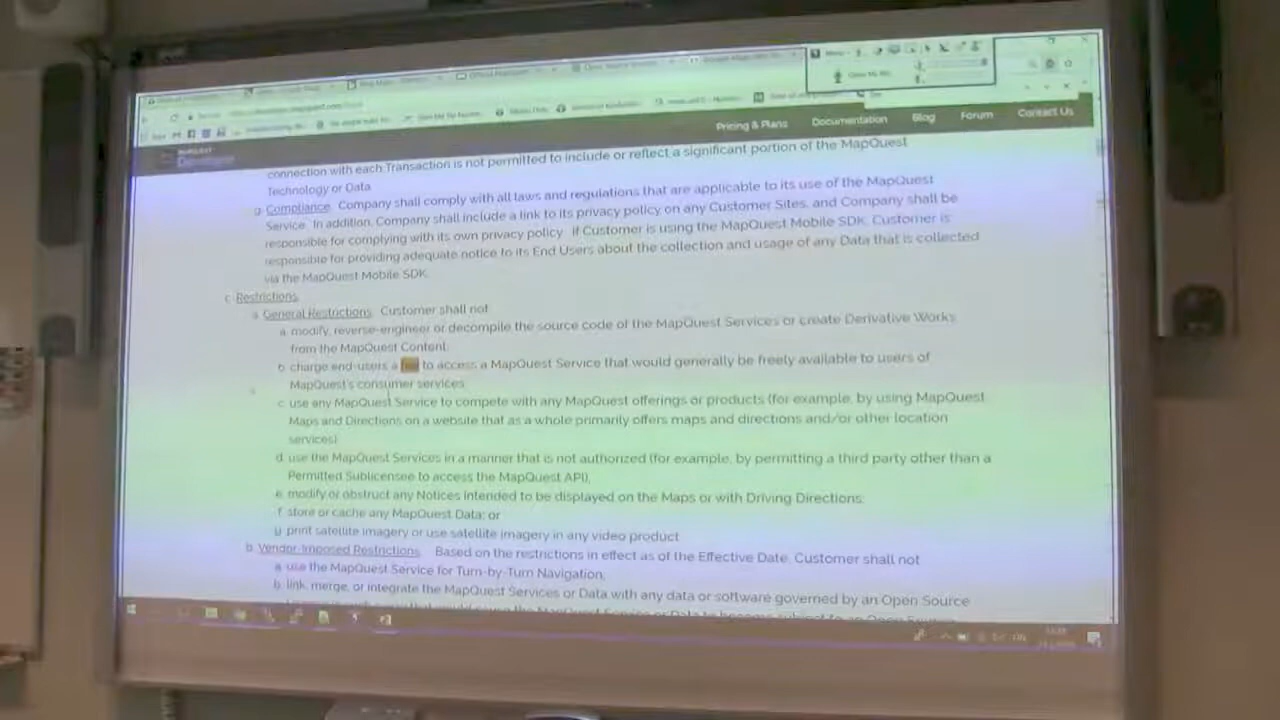 Pricing & Plans Documentation Blog Forum Contact Us
connection with each Transaction is not permitted to include or reflect a significant portion of the MapQuest
Technology or Data
g. Compliance. Company shall comply with all laws and regulations that are applicable to its use of the MapQuest
Service. In addition, Company shall include a link to its privacy policy on any Customer Sites, and Company shall be
responsible for complying with its own privacy policy. If Customer is using the MapQuest Mobile SDK, Customer is
responsible for providing adequate notice to its End Users about the collection and usage of any Data that is collected
via the MapQuest Mobile SDK.
c. Restrictions.
a. General Restrictions. Customer shall not
a. modify, reverse-engineer or decompile the source code of the MapQuest Services or create Derivative Works
from the MapQuest Content;
b. charge end-users a to access a MapQuest Service that would generally be freely available to users of
MapQuest's consumer services;
c. use any MapQuest Service to compete with any MapQuest offerings or products (for example, by using MapQuest
Maps and Directions on a website that as a whole primarily offers maps and directions and/or other location
services)
d. use the MapQuest Services in a manner that is not authorized (for example, by permitting a third party other than a
Permitted Sublicensee to access the MapQuest API);
e. modify or obstruct any Notices intended to be displayed on the Maps or with Driving Directions;
f. store or cache any MapQuest Data; or
g. print satellite imagery or use satellite imagery in any video product.
b. Vendor-Imposed Restrictions. Based on the restrictions in effect as of the Effective Date, Customer shall not
a. use the MapQuest Service for Turn-by-Turn Navigation;
b. link, merge, or integrate the MapQuest Services or Data with any data or software governed by an Open Source